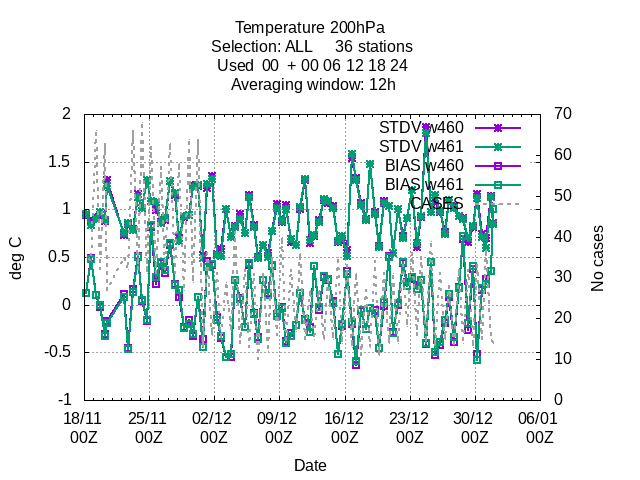 Temperature 200hPa
Selection: ALL 36 stations
Used 00 + 00 06 12 18 24
Averaging window: 12h
2
1.5
1
0.5
0
-0.5
-1
deg C
70
60
50
40
30
20
10
0
No cases
STDV w460
STDV w461
BIAS w460
BIAS w461
CASES
18/11 25/11 02/12 09/12 16/12 23/12 30/12 06/01
00Z 00Z 00Z 00Z 00Z 00Z 00Z 00Z
Date